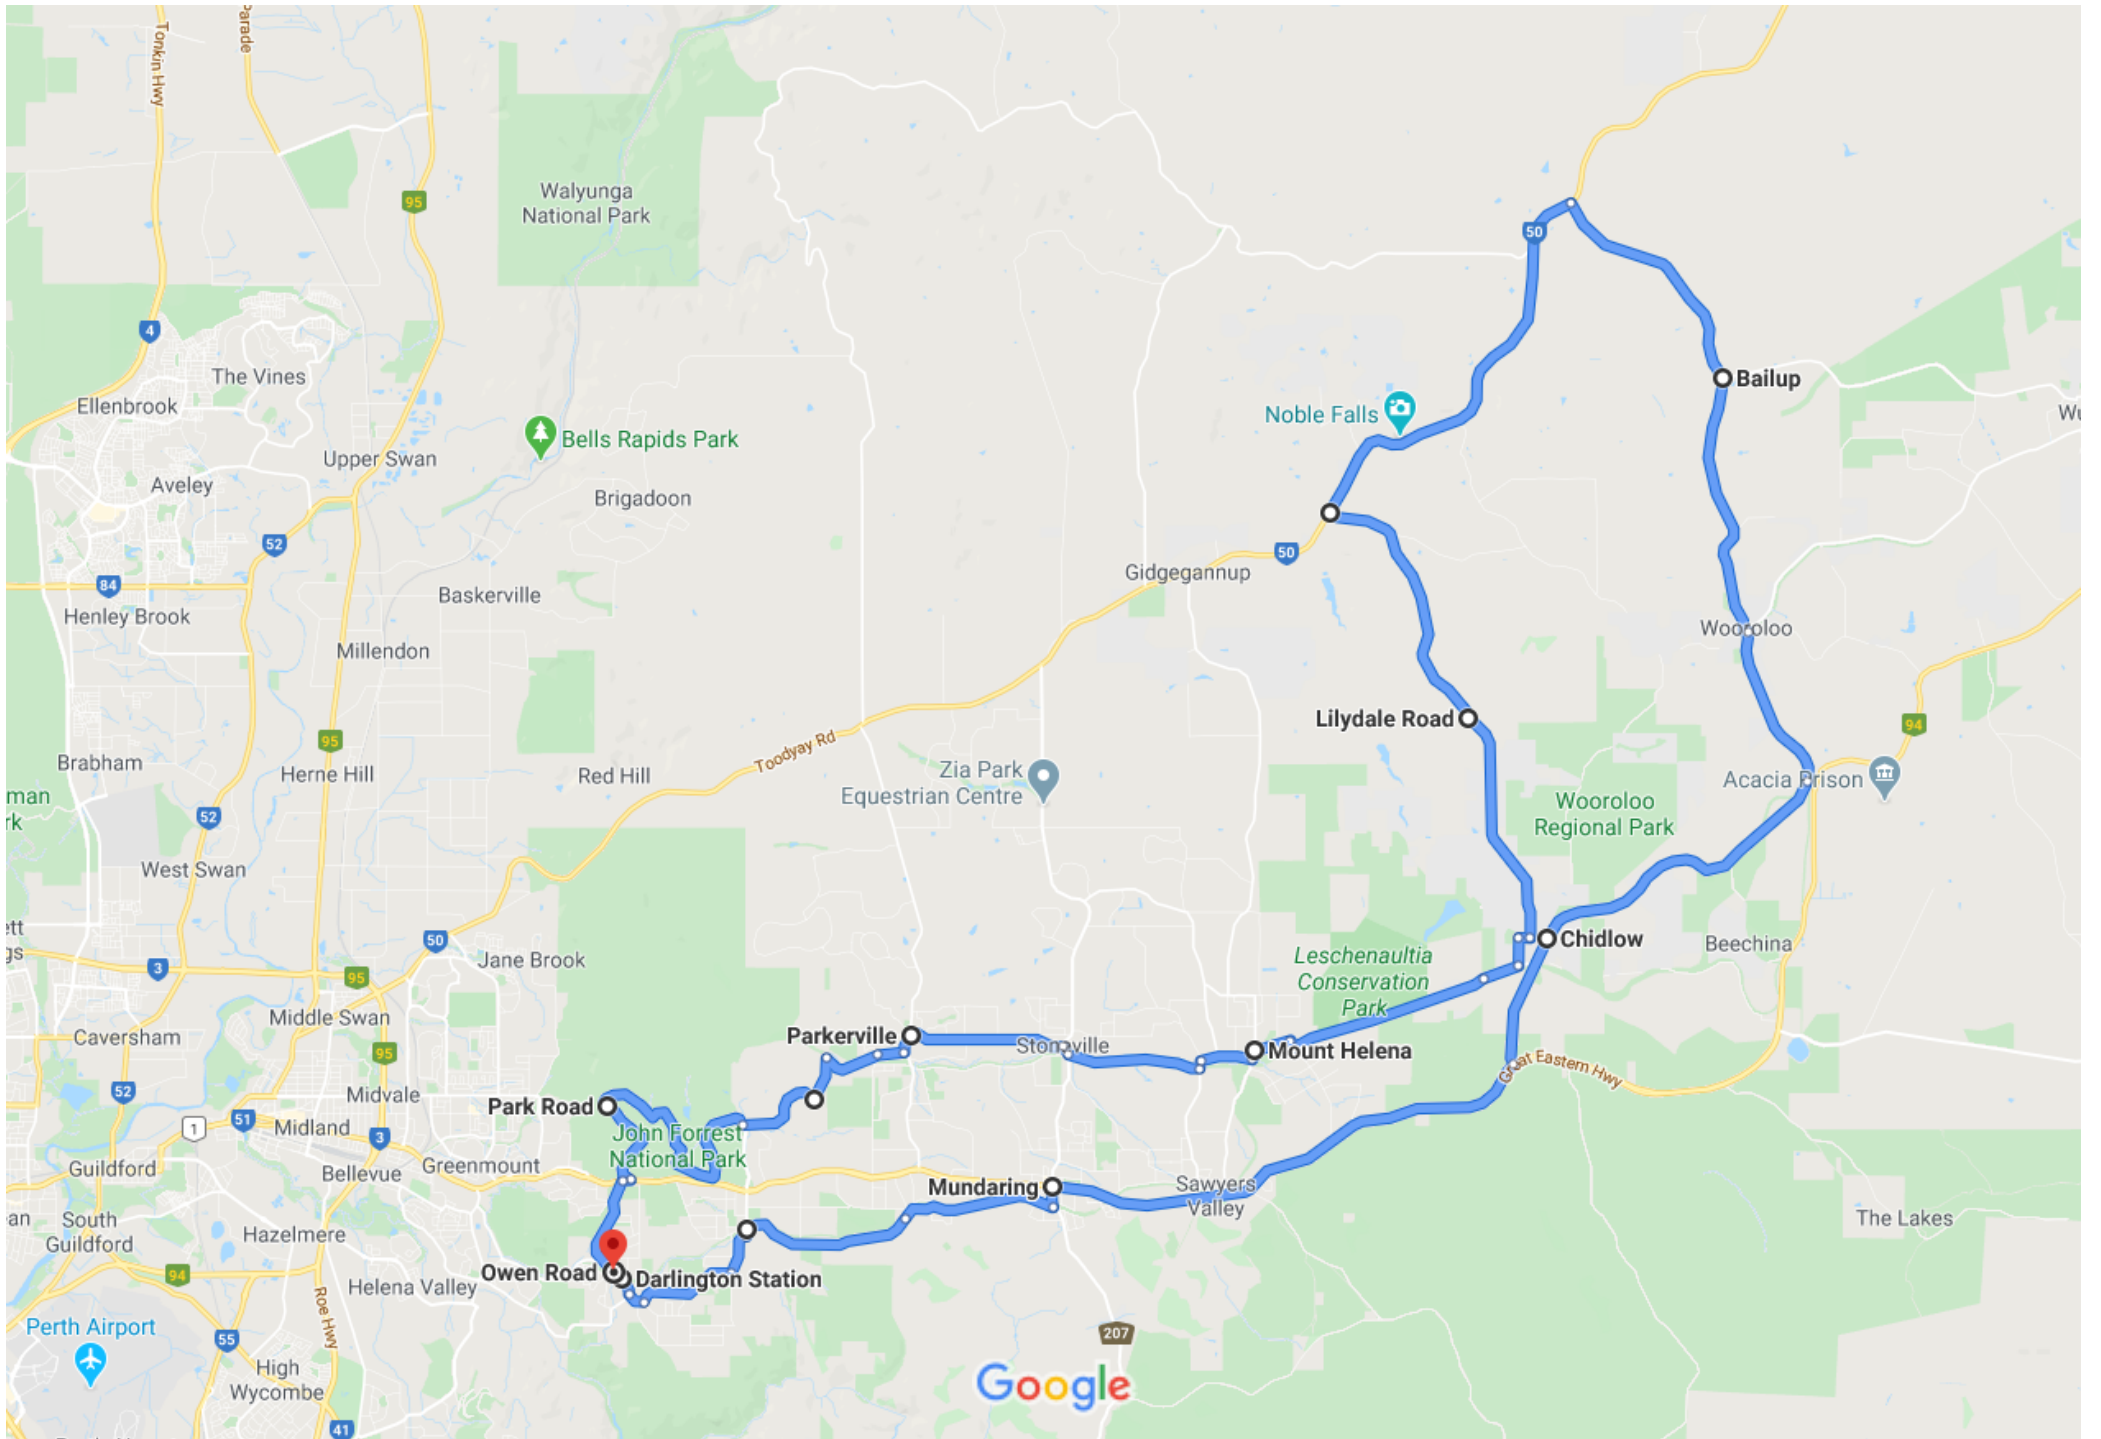 Tonkin Hwy
Parade
95
Walyunga
National Park
50
4
The Vines
Ellenbrook
Bailup
Noble Falls
Bells Rapids Park
Upper Swan
Aveley
Brigadoon
52
50
Gidgegannup
84
Henley Brook
Baskerville
Wooroloo
Millendon
Lilydale Road
94
95
Toodyay Rd
Brabham
Herne Hill
Red Hill
Zia Park
Equestrian Centre
Acacia Prison
man
rk
52
Wooroloo
Regional Park
West Swan
ett
gs
50
Chidlow
Beechina
3
95
Jane Brook
Leschenaultia
Conservation
Park
Middle Swan
Caversham
Parkerville
Stoneville
Mount Helena
95
Great Eastern Hwy
52
Midvale
Park Road
1
51
Midland
3
John Forrest
National Park
Guildford
Bellevue
Greenmount
Mundaring
Sawyers
Valley
an
South
Guildford
Hazelmere
The Lakes
94
Helena Valley
Owen Road
Darlington Station
Roe Hwy
Perth Airport
55
207
High
Wycombe
Google
41